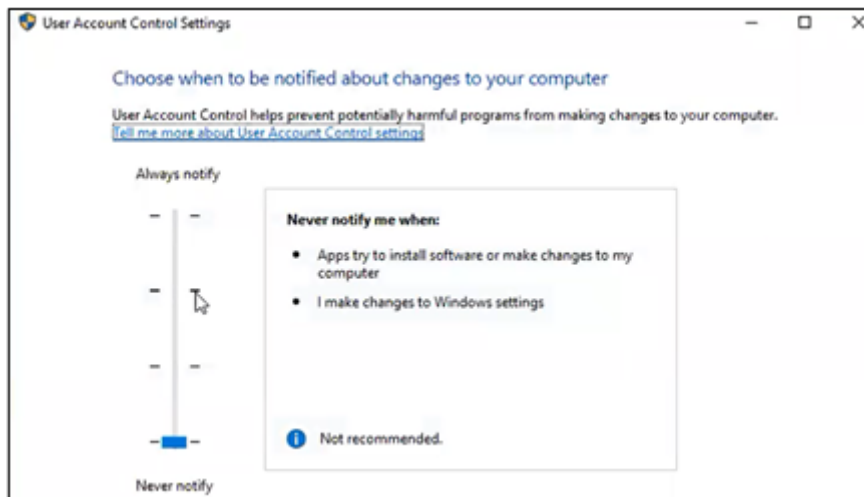 User Account Control Settings
Choose when to be notified about changes to your computer
User Account Control helps prevent potentially harmful programs from making changes to your computer.
Tell me more about User Account Control settings
Always notify
Never notify me when:
Apps try to install software or make changes to my
computer
I make changes to Windows settings
Not recommended.
Never notify